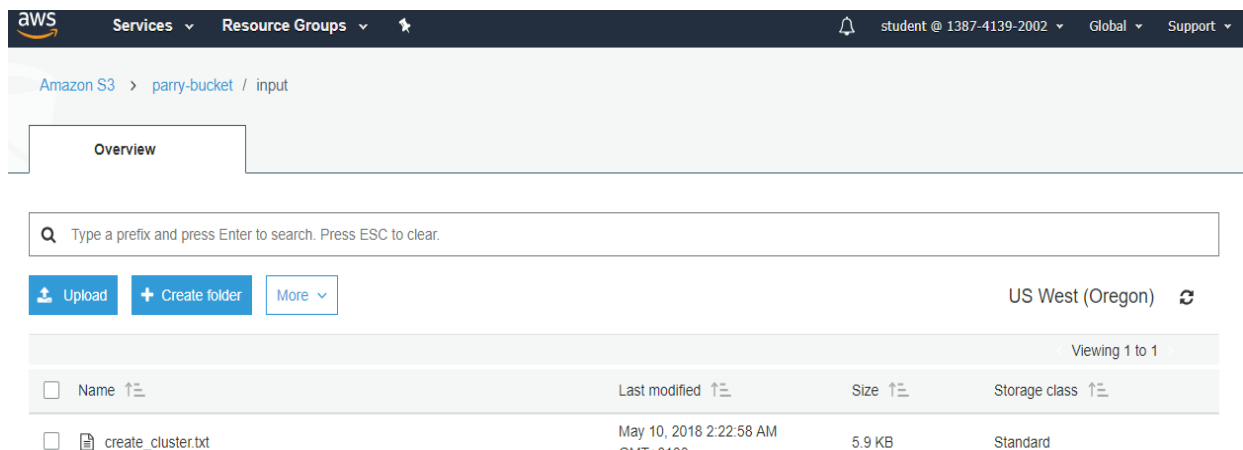 aws Services Resource Groups student @ 1387-4139-2002 Global Support
Amazon S3 > parry-bucket / input
Overview
Type a prefix and press Enter to search. Press ESC to clear.
Upload + Create folder More US West (Oregon)
Viewing 1 to 1
Name Last modified Size Storage class
create_cluster.txt May 10, 2018 2:22:58 AM 5.9 KB Standard